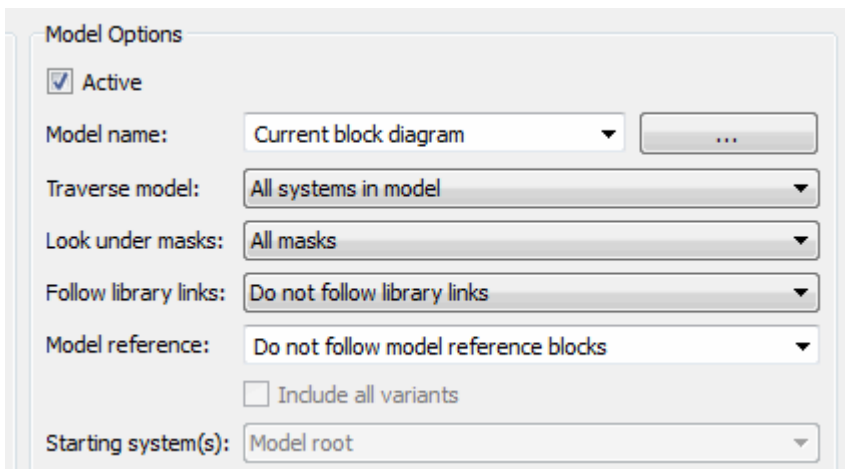 Model Options
Active
Model name: Current block diagram ...
Traverse model: All systems in model
Look under masks: All masks
Follow library links: Do not follow library links
Model reference: Do not follow model reference blocks
Include all variants
Starting system(s): Model root